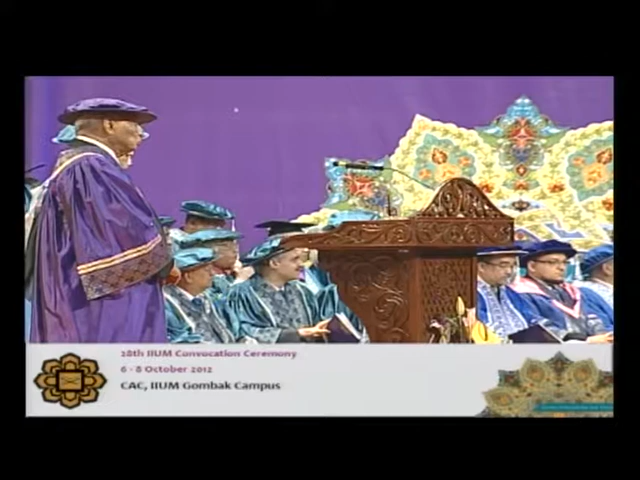 28th IIUM Convocation Ceremony
6 - 8 October 2012
CAC, IIUM Gombak Campus